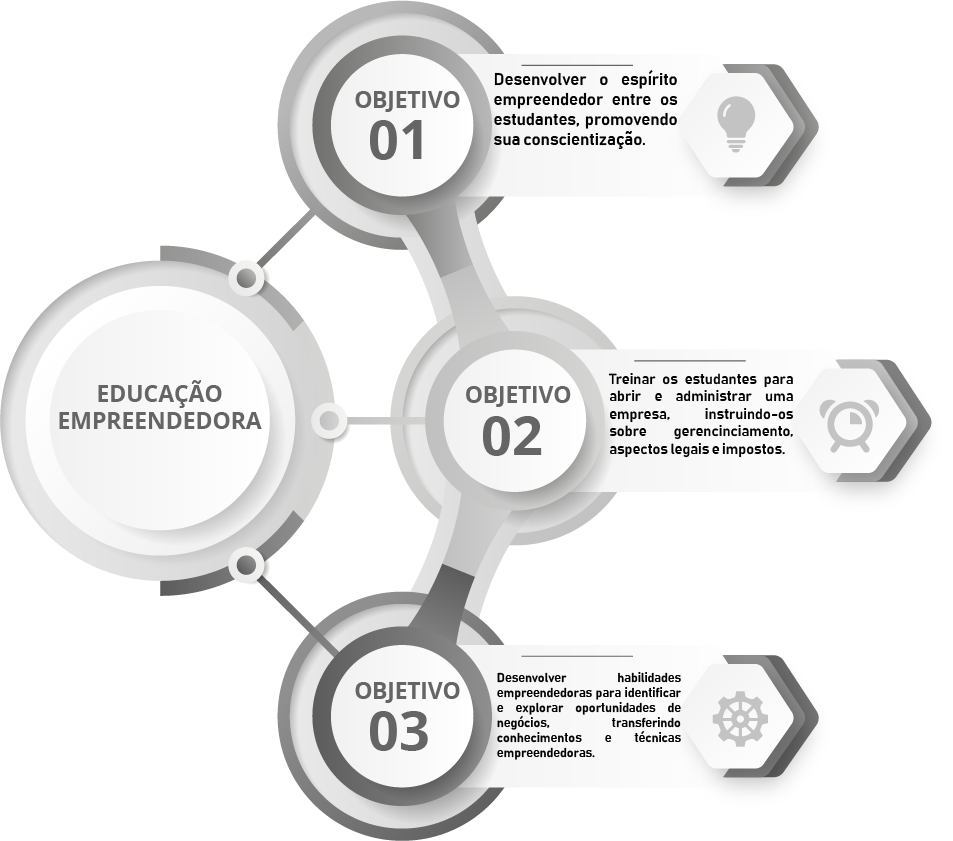 OBJETIVO
01
Desenvolver o espírito
empreendedor entre os
estudantes, promovendo
sua conscientização.
EDUCAÇÃO
EMPREENDEDORA
OBJETIVO
02
Treinar os estudantes para
abrir e administrar uma
empresa, instruindo-os
sobre gerencinciamento,
aspectos legais e impostos.
OBJETIVO
03
Desenvolver habilidades
empreendedoras para identificar
e explorar oportunidades de
negócios, transferindo
conhecimentos e técnicas
empreendedoras.